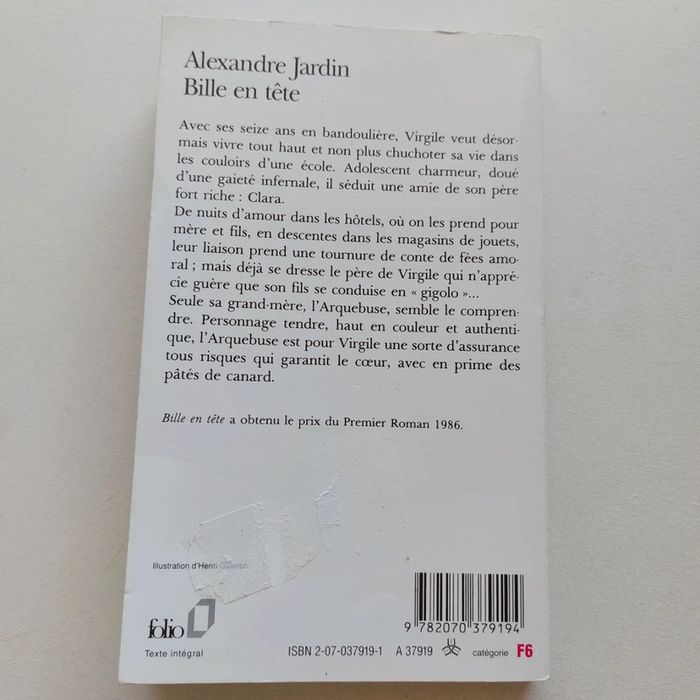 Alexandre Jardin
Bille en tête
Avec ses seize ans en bandoulière, Virgile veut désor-
mais vivre tout haut et non plus chuchoter sa vie dans
les couloirs d'une école. Adolescent charmeur, doué
d'une gaieté infernale, il séduit une amie de son père
fort riche : Clara.
De nuits d'amour dans les hôtels, où on les prend pour
mère et fils, en descentes dans les magasins de jouets,
leur liaison prend une tournure de conte de fées amo-
ral ; mais déjà se dresse le père de Virgile qui n'appré-
cie guère que son fils se conduise en « gigolo »...
Seule sa grand-mère, l'Arquebuse, semble le compren-
dre. Personnage tendre, haut en couleur et authenti-
que, l'Arquebuse est pour Virgile une sorte d'assurance
tous risques qui garantit le cœur, avec en prime des
pâtés de canard.
Bille en tête a obtenu le prix du Premier Roman 1986.
Illustration d'Henri
folio
Texte intégral
9 782070 379194
ISBN 2-07-037919-1 A 37919 catégorie F6